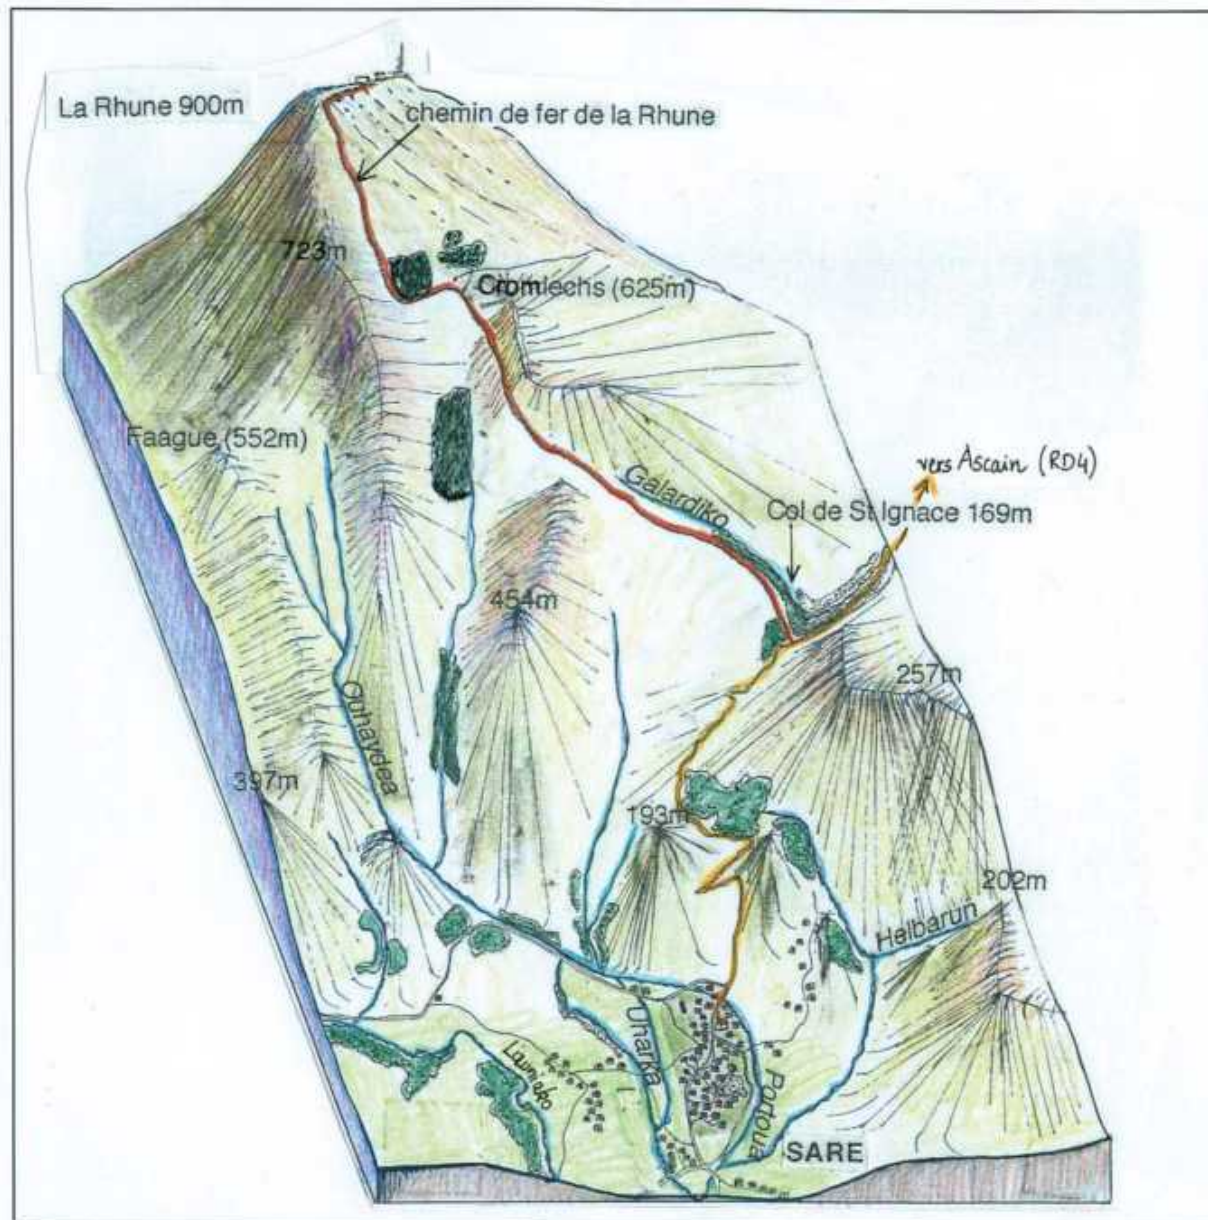 La Rhune 900m
chemin de fer de la Rhune
723m
Cromlechs (625m)
Faague (552m)
vers Ascain (RD4)
Galardiko
Col de St Ignace 169m
454m
257m
Ouhaydea
397m
193m
202m
Helbarun
Uharka
Portoua
SARE